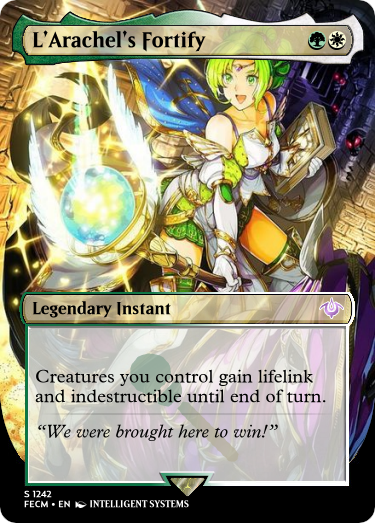 L'Arachel's Fortify
Legendary Instant
Creatures you control gain lifelink
and indestructible until end of turn.
“We were brought here to win!”
S 1242
FECM • EN INTELLIGENT SYSTEMS